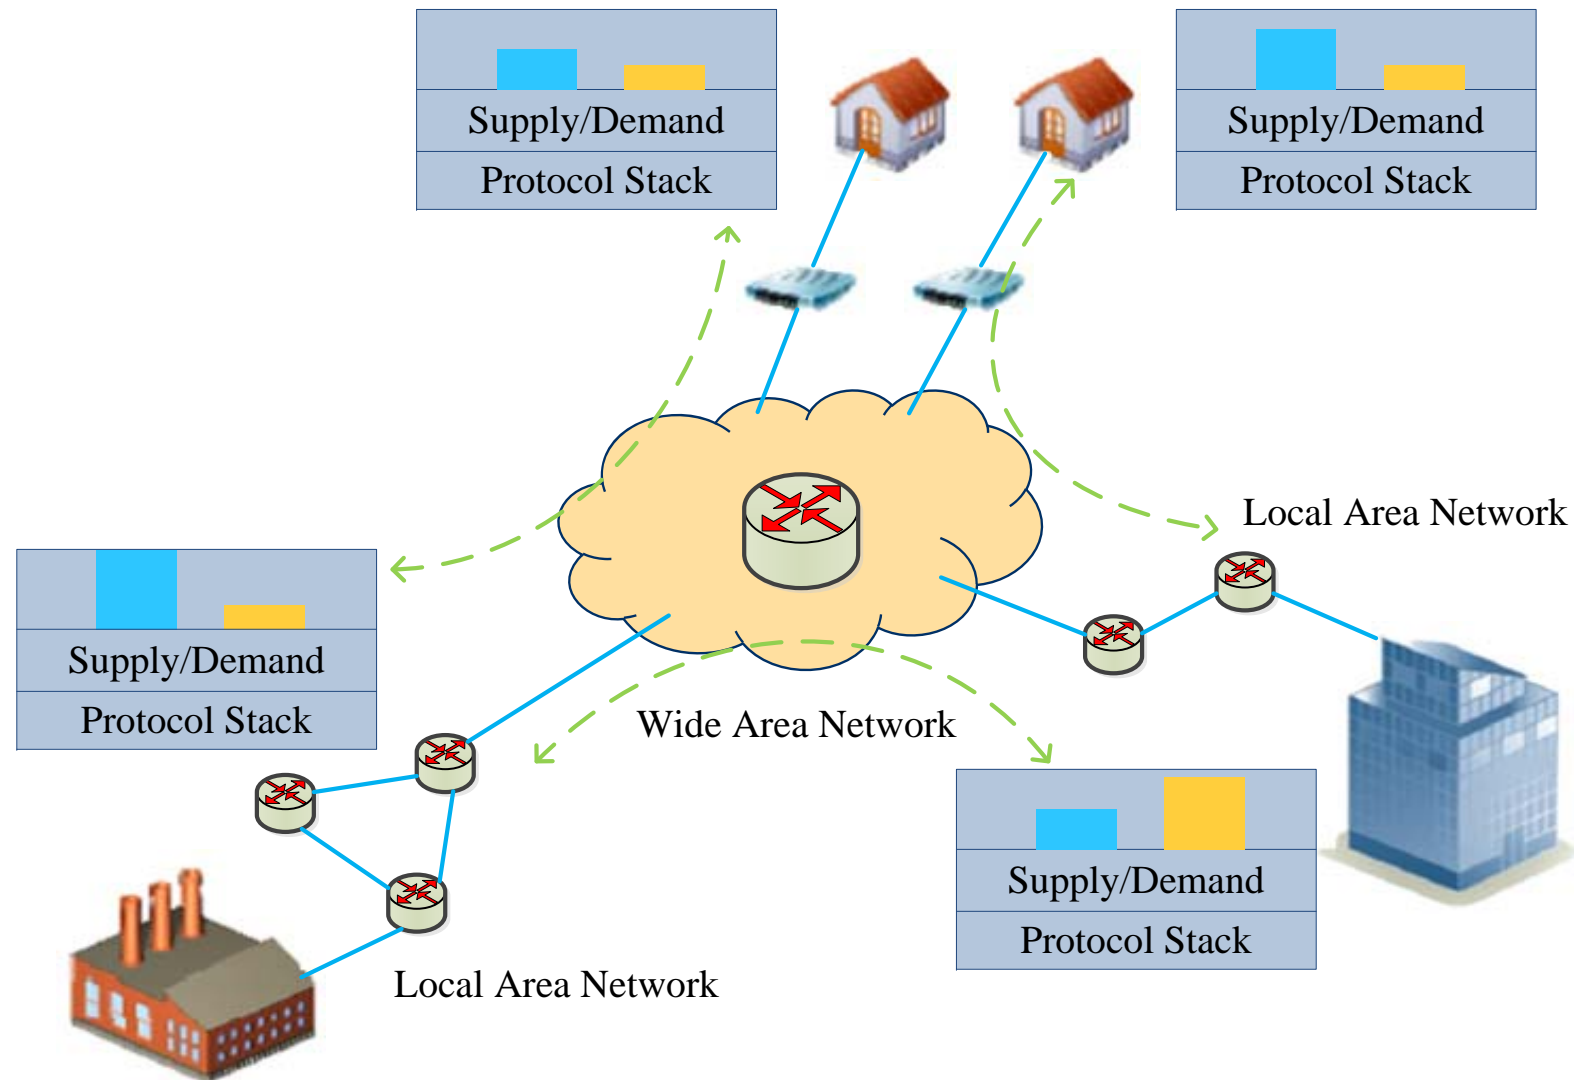 Supply/Demand
Protocol Stack
Supply/Demand
Protocol Stack
Local Area Network
Supply/Demand
Protocol Stack
Wide Area Network
Supply/Demand
Protocol Stack
Local Area Network